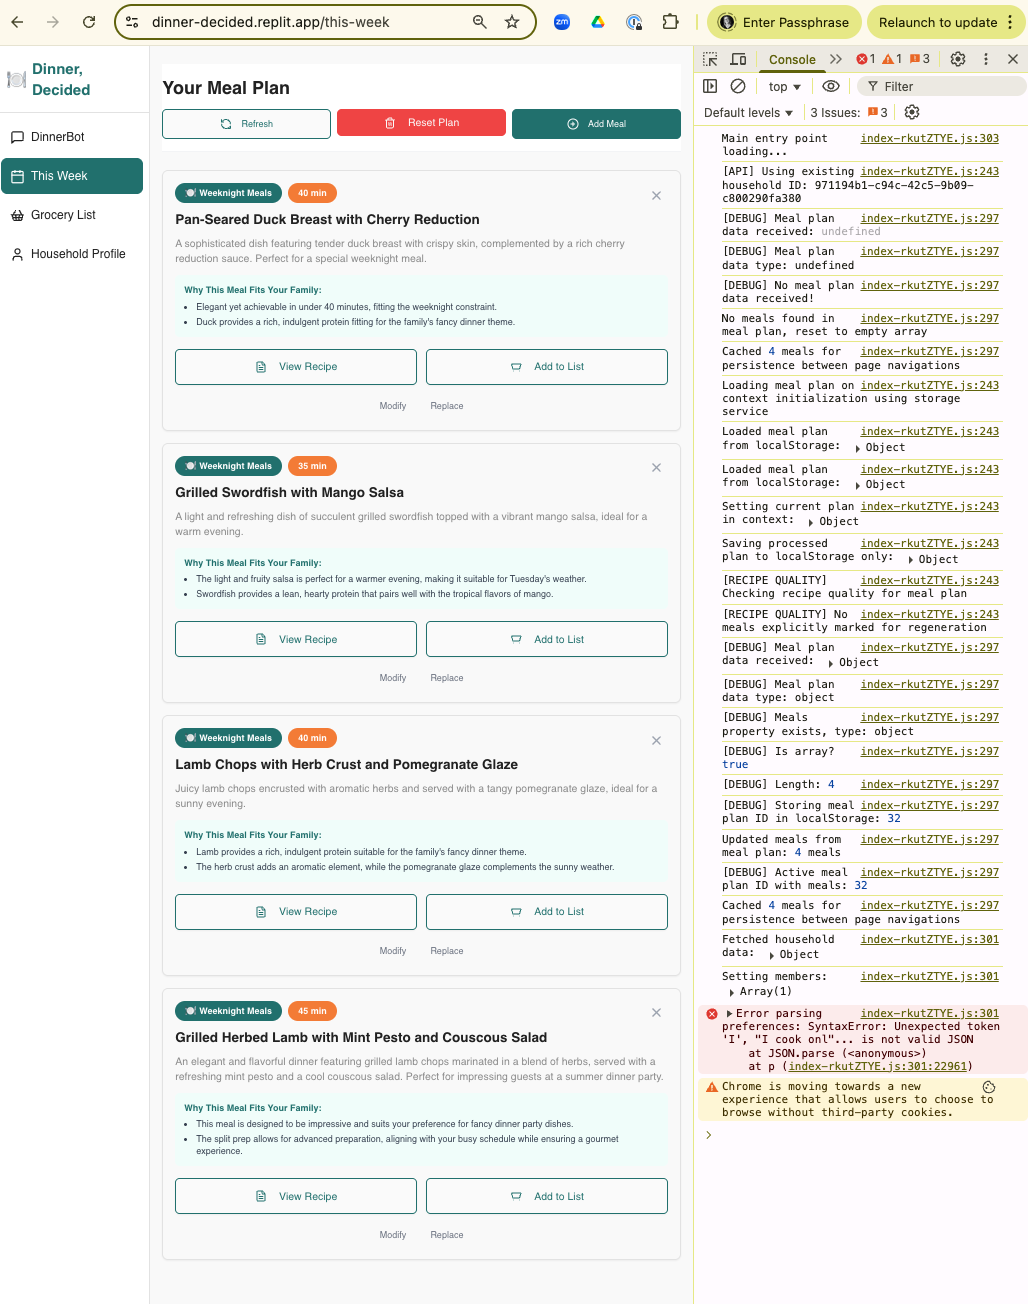 dinner-decided.replit.app/this-week
zm
Enter Passphrase
Relaunch to update
Dinner,
Decided
DinnerBot
This Week
Grocery List
Household Profile
Your Meal Plan
Refresh
Reset Plan
Add Meal
Weeknight Meals
40 min
Pan-Seared Duck Breast with Cherry Reduction
A sophisticated dish featuring tender duck breast with crispy skin, complemented by a rich cherry
reduction sauce. Perfect for a special weeknight meal.
Why This Meal Fits Your Family:
• Elegant yet achievable in under 40 minutes, fitting the weeknight constraint.
• Duck provides a rich, indulgent protein fitting for the family's fancy dinner theme.
View Recipe
Add to List
Modify
Replace
Weeknight Meals
35 min
Grilled Swordfish with Mango Salsa
A light and refreshing dish of succulent grilled swordfish topped with a vibrant mango salsa, ideal for a
warm evening.
Why This Meal Fits Your Family:
• The light and fruity salsa is perfect for a warmer evening, making it suitable for Tuesday's weather.
• Swordfish provides a lean, hearty protein that pairs well with the tropical flavors of mango.
View Recipe
Add to List
Modify
Replace
Weeknight Meals
40 min
Lamb Chops with Herb Crust and Pomegranate Glaze
Juicy lamb chops encrusted with aromatic herbs and served with a tangy pomegranate glaze, ideal for a
sunny evening.
Why This Meal Fits Your Family:
• Lamb provides a rich, indulgent protein suitable for the family's fancy dinner theme.
• The herb crust adds an aromatic element, while the pomegranate glaze complements the sunny weather.
View Recipe
Add to List
Modify
Replace
Weeknight Meals
45 min
Grilled Herbed Lamb with Mint Pesto and Couscous Salad
An elegant and flavorful dinner featuring grilled lamb chops marinated in a blend of herbs, served with a
refreshing mint pesto and a cool couscous salad. Perfect for impressing guests at a summer dinner party.
Why This Meal Fits Your Family:
• This meal is designed to be impressive and suits your preference for fancy dinner party dishes.
• The split prep allows for advanced preparation, aligning with your busy schedule while ensuring a gourmet
experience.
View Recipe
Add to List
Modify
Replace
Console
1
1
3
top
Filter
Default levels
3 Issues:
3
Main entry point index-rkutZTYE.js:303
loading...
[API] Using existing index-rkutZTYE.js:243
household ID: 971194b1-c94c-42c5-9b09-
c800290fa380
[DEBUG] Meal plan index-rkutZTYE.js:297
data received: undefined
[DEBUG] Meal plan index-rkutZTYE.js:297
data type: undefined
[DEBUG] No meal plan index-rkutZTYE.js:297
data received!
No meals found in index-rkutZTYE.js:297
meal plan, reset to empty array
Cached 4 meals for index-rkutZTYE.js:297
persistence between page navigations
Loading meal plan on index-rkutZTYE.js:243
context initialization using storage
service
Loaded meal plan index-rkutZTYE.js:243
from localStorage: Object
Loaded meal plan index-rkutZTYE.js:243
from localStorage: Object
Setting current plan index-rkutZTYE.js:243
in context: Object
Saving processed index-rkutZTYE.js:243
plan to localStorage only: Object
[RECIPE QUALITY] index-rkutZTYE.js:243
Checking recipe quality for meal plan
[RECIPE QUALITY] No index-rkutZTYE.js:243
meals explicitly marked for regeneration
[DEBUG] Meal plan index-rkutZTYE.js:297
data received: Object
[DEBUG] Meal plan index-rkutZTYE.js:297
data type: object
[DEBUG] Meals index-rkutZTYE.js:297
property exists, type: object
[DEBUG] Is array? index-rkutZTYE.js:297
true
[DEBUG] Length: 4 index-rkutZTYE.js:297
[DEBUG] Storing meal index-rkutZTYE.js:297
plan ID in localStorage: 32
Updated meals from index-rkutZTYE.js:297
meal plan: 4 meals
[DEBUG] Active meal index-rkutZTYE.js:297
plan ID with meals: 32
Cached 4 meals for index-rkutZTYE.js:297
persistence between page navigations
Fetched household index-rkutZTYE.js:301
data: Object
Setting members: index-rkutZTYE.js:301
Array(1)
Error parsing index-rkutZTYE.js:301
preferences: SyntaxError: Unexpected token
'I', "I cook onl"... is not valid JSON
at JSON.parse (<anonymous>)
at p (index-rkutZTYE.js:301:22961)
Chrome is moving towards a new
experience that allows users to choose to
browse without third-party cookies.